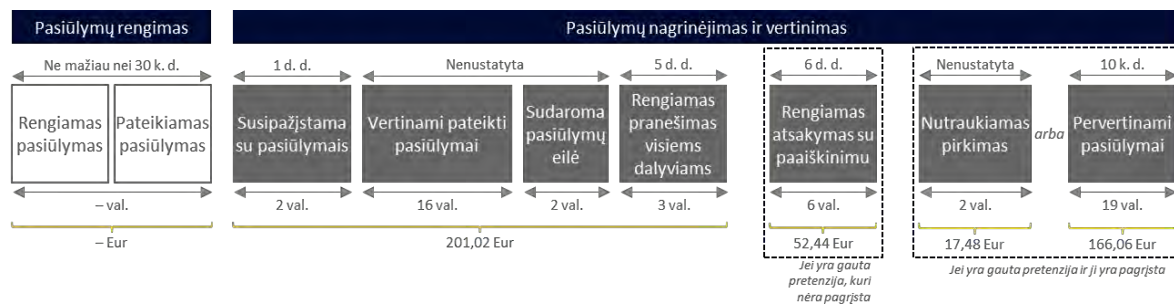 Pasiūlymų rengimas
Pasiūlymų nagrinėjimas ir vertinimas
Ne mažiau nei 30 k. d.
1 d. d.
Nenustatyta
5 d. d.
6 d. d.
Nenustatyta
10 k. d.
Rengiamas
pasiūlymas
Pateikiamas
pasiūlymas
Susipažįstama
su pasiūlymais
Vertinami pateikti
pasiūlymai
Sudaroma
pasiūlymų
eilė
Rengiamas
pranešimas
visiems
dalyviams
Rengiamas
atsakymas su
paaiškinimu
Nutraukiamas
pirkimas
arba
Pervertinami
pasiūlymai
– val.
2 val.
16 val.
2 val.
3 val.
6 val.
2 val.
19 val.
– Eur
201,02 Eur
52,44 Eur
17,48 Eur
166,06 Eur
Jei yra gauta
pretenzija, kuri
nėra pagrįsta
Jei yra gauta pretenzija ir ji yra pagrįsta